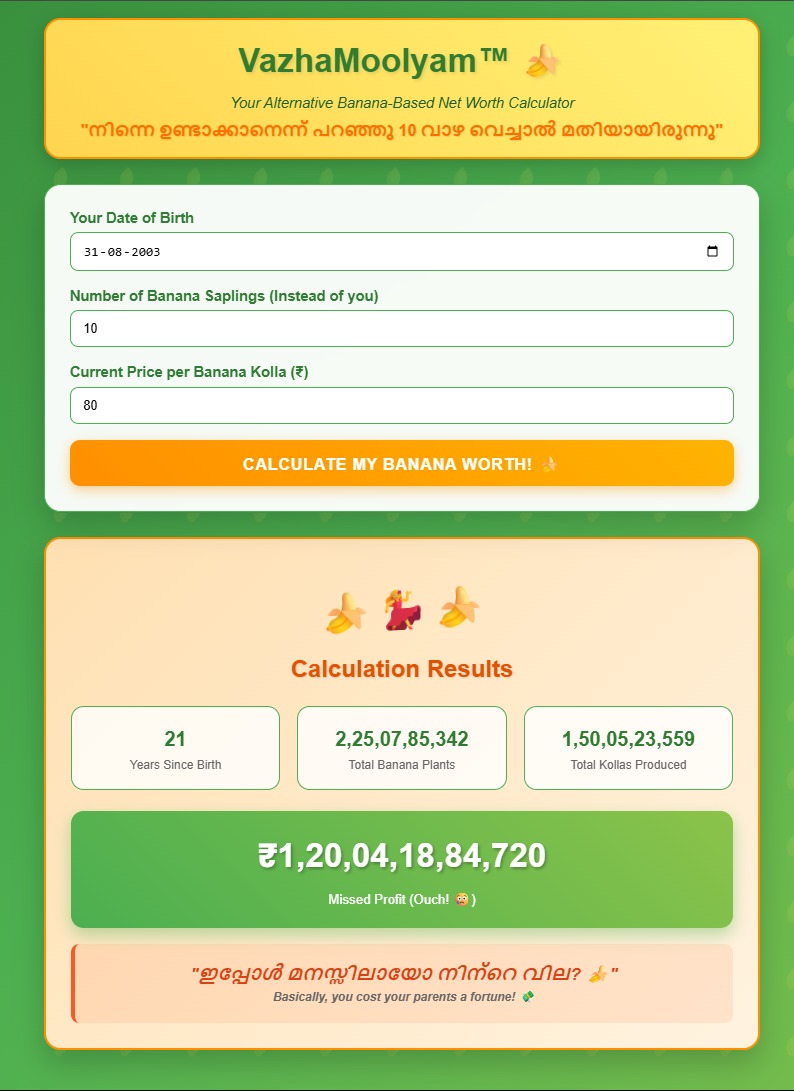 VazhaMoolyam™ 🍌
Your Alternative Banana-Based Net Worth Calculator
"നിന്നെ ഉണ്ടാക്കാനെന്ന് പറഞ്ഞു 10 വാഴ വെച്ചാൽ മതിയായിരുന്നു"
Your Date of Birth
31-08-2003
Number of Banana Saplings (Instead of you)
10
Current Price per Banana Kolla (₹)
80
CALCULATE MY BANANA WORTH! 🍌
🍌 💃 🍌
Calculation Results
21
Years Since Birth
2,25,07,85,342
Total Banana Plants
1,50,05,23,559
Total Kollas Produced
₹1,20,04,18,84,720
Missed Profit (Ouch! 😳)
"ഇപ്പോൾ മനസ്സിലായോ നിന്റെ വില? 🍌"
Basically, you cost your parents a fortune! 💸